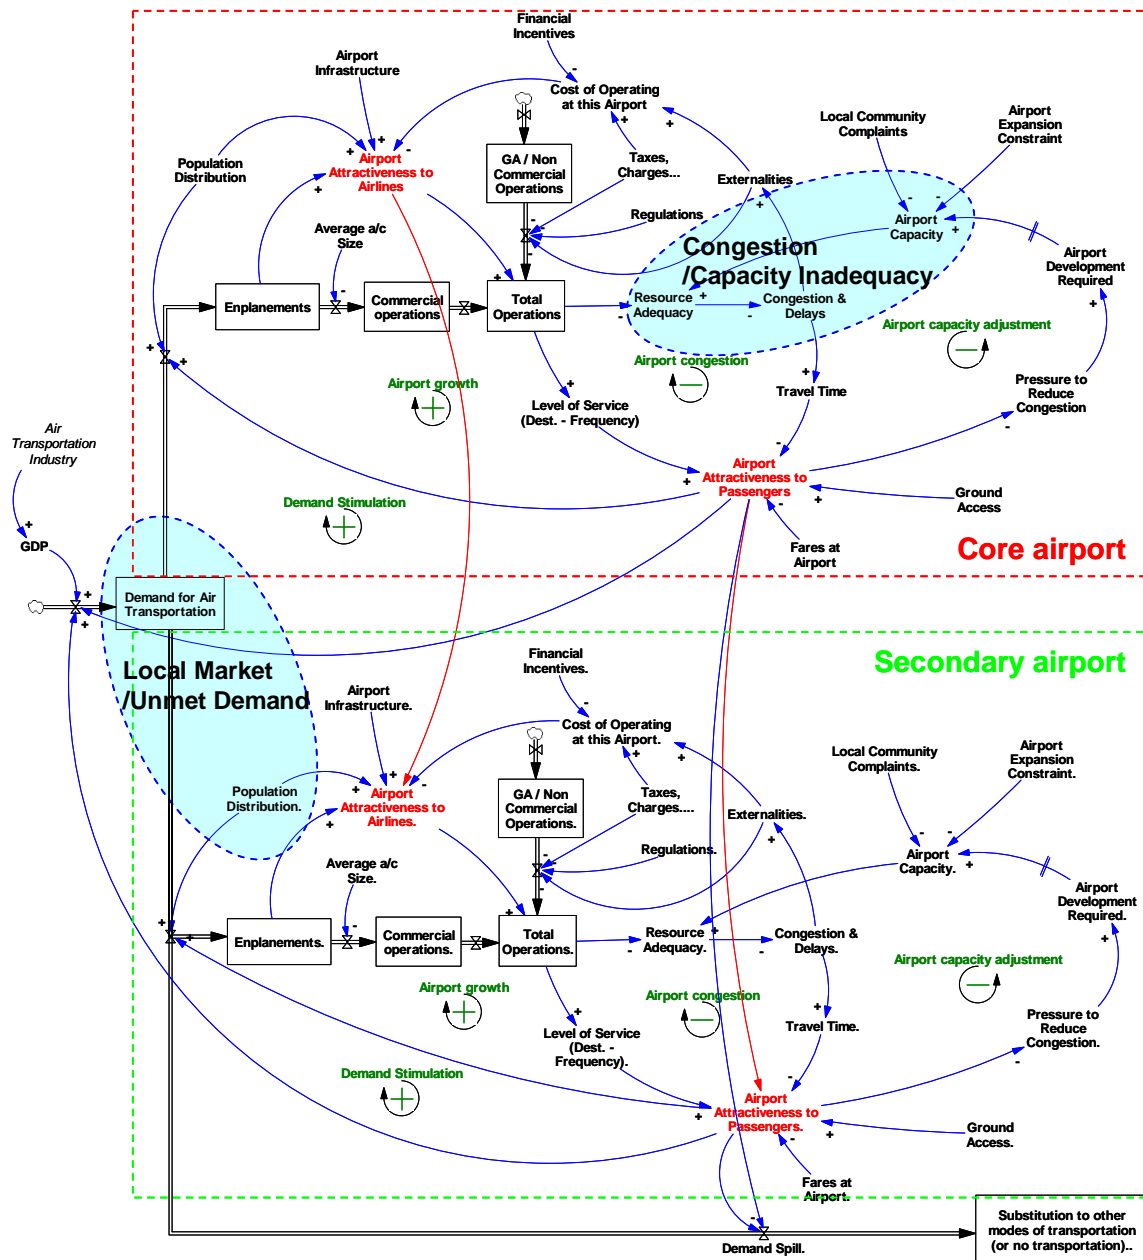 Financial
Incentives
Airport
Infrastructure
Cost of Operating
at this Airport
Local Community
Complaints
Airport
Expansion
Constraint
Population
Distribution
Airport
Attractiveness to
Airlines
GA / Non
Commercial
Operations
Taxes,
Charges...
Externalities
Regulations
Average a/c
Size
Airport
Capacity
Congestion
/Capacity Inadequacy
Airport
Development
Required
Enplanements
Commercial
operations
Total
Operations
Resource
Adequacy
Congestion &
Delays
Airport capacity adjustment
Airport congestion
Airport growth
Travel Time
Pressure to
Reduce
Congestion
Level of Service
(Dest. - Frequency)
Air
Transportation
Industry
Airport
Attractiveness to
Passengers
Ground
Access
Demand Stimulation
Fares at
Airport
Core airport
GDP
Demand for Air
Transportation
Local Market
/Unmet Demand
Secondary airport
Financial
Incentives.
Airport
Infrastructure.
Cost of Operating
at this Airport.
Local Community
Complaints.
Airport
Expansion
Constraint.
Population
Distribution.
Airport
Attractiveness to
Airlines.
GA / Non
Commercial
Operations.
Taxes,
Charges....
Externalities.
Regulations.
Average a/c
Size.
Airport
Capacity.
Airport
Development
Required.
Enplanements.
Commercial
operations.
Total
Operations.
Resource
Adequacy.
Congestion &
Delays.
Airport capacity adjustment
Airport growth
Airport congestion
Travel Time.
Pressure to
Reduce
Congestion.
Level of Service
(Dest. -
Frequency).
Demand Stimulation
Airport
Attractiveness to
Passengers.
Ground
Access.
Fares at
Airport.
Demand Spill.
Substitution to other
modes of transportation
(or no transportation)..